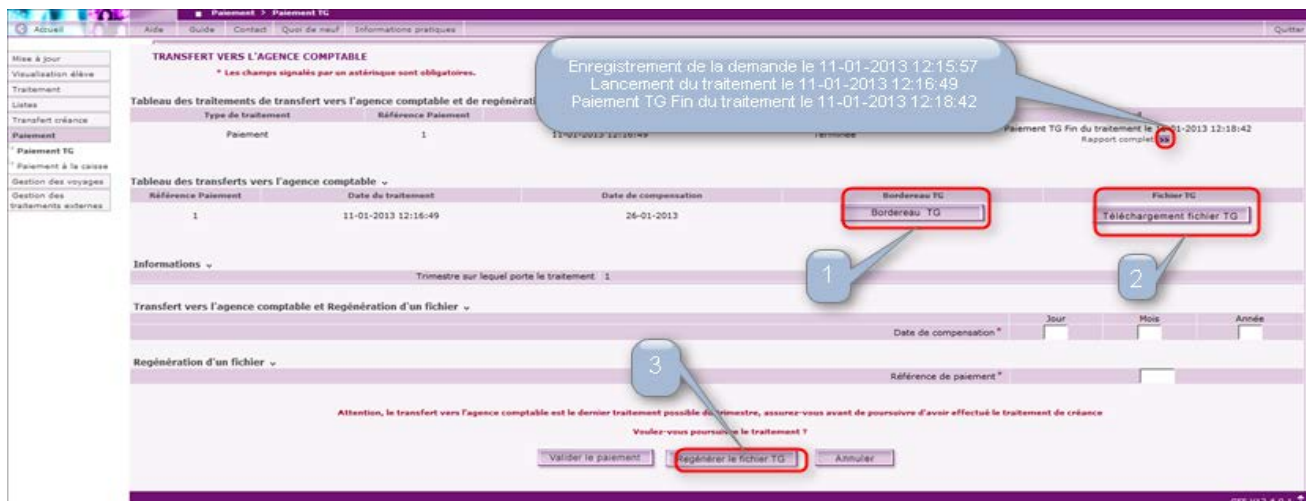 Paiement > Paiement TG
Accueil
Aide Guide Contact Quoi de neuf Informations pratiques Quitter
Mise à jour
Visualisation élève
Traitement
Listes
Transfert créance
Paiement
Paiement TG
Paiement à la caisse
Gestion des voyages
Gestion des
traitements externes
TRANSFERT VERS L'AGENCE COMPTABLE
* Les champs signalés par un astérisque sont obligatoires.
Enregistrement de la demande le 11-01-2013 12:15:57
Lancement du traitement le 11-01-2013 12:16:49
Paiement TG Fin du traitement le 11-01-2013 12:18:42
Tableau des traitements de transfert vers l'agence comptable et de regénérati
Type de traitement Référence Paiement
Paiement 1 11-01-2013 12:16:49 Terminée Paiement TG Fin du traitement le 11-01-2013 12:18:42
Rapport complet
Tableau des transferts vers l'agence comptable
Référence Paiement Date du traitement Date de compensation Bordereau TG Fichier TG
1 11-01-2013 12:16:49 26-01-2013 Bordereau TG Téléchargement fichier TG
1
2
Informations
Trimestre sur lequel porte le traitement 1
Transfert vers l'agence comptable et Regénération d'un fichier
Jour Mois Année
Date de compensation *
Regénération d'un fichier
3
Référence de paiement *
Attention, le transfert vers l'agence comptable est le dernier traitement possible du trimestre, assurez-vous avant de poursuivre d'avoir effectué le traitement de créance
Voulez-vous poursuivre le traitement ?
Valider le paiement Regénérer le fichier TG Annuler